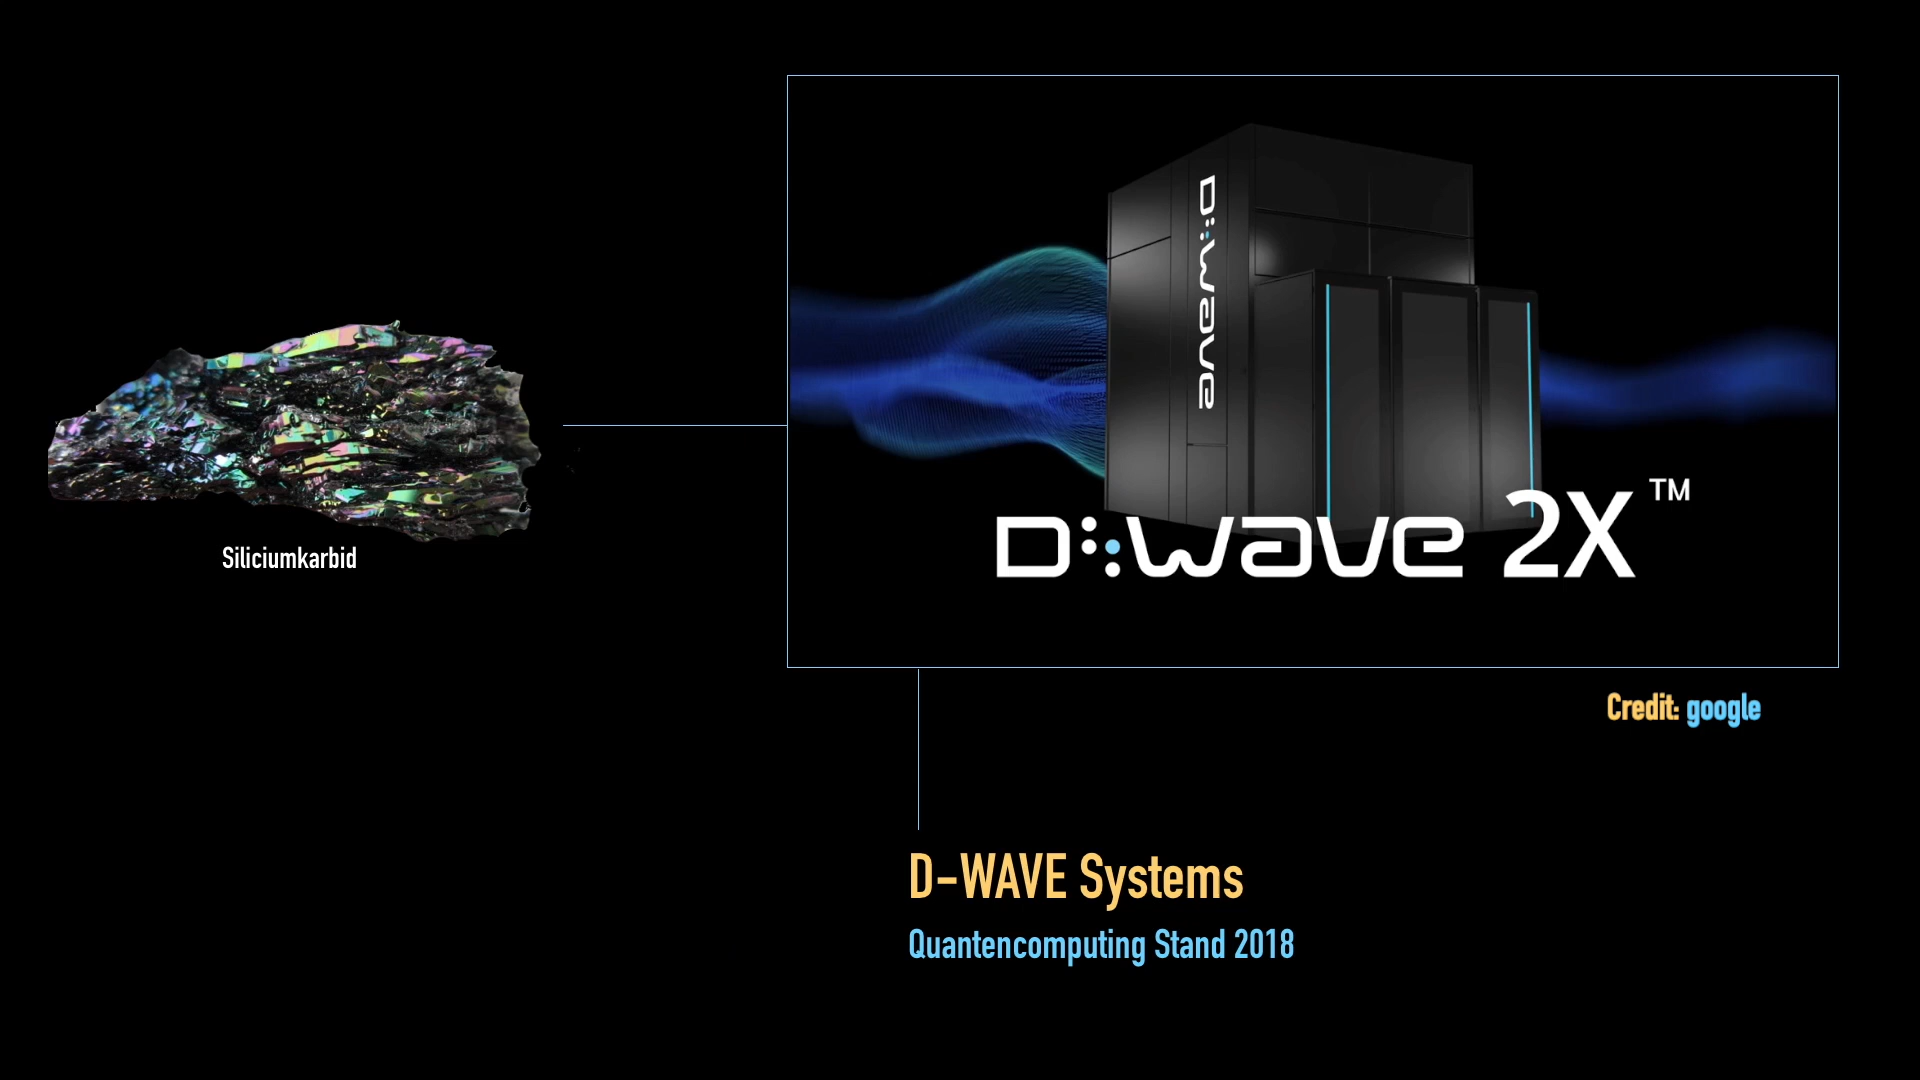 D:Wave
D:Wave 2X™
Siliciumkarbid
Credit: google
D-WAVE Systems
Quantencomputing Stand 2018